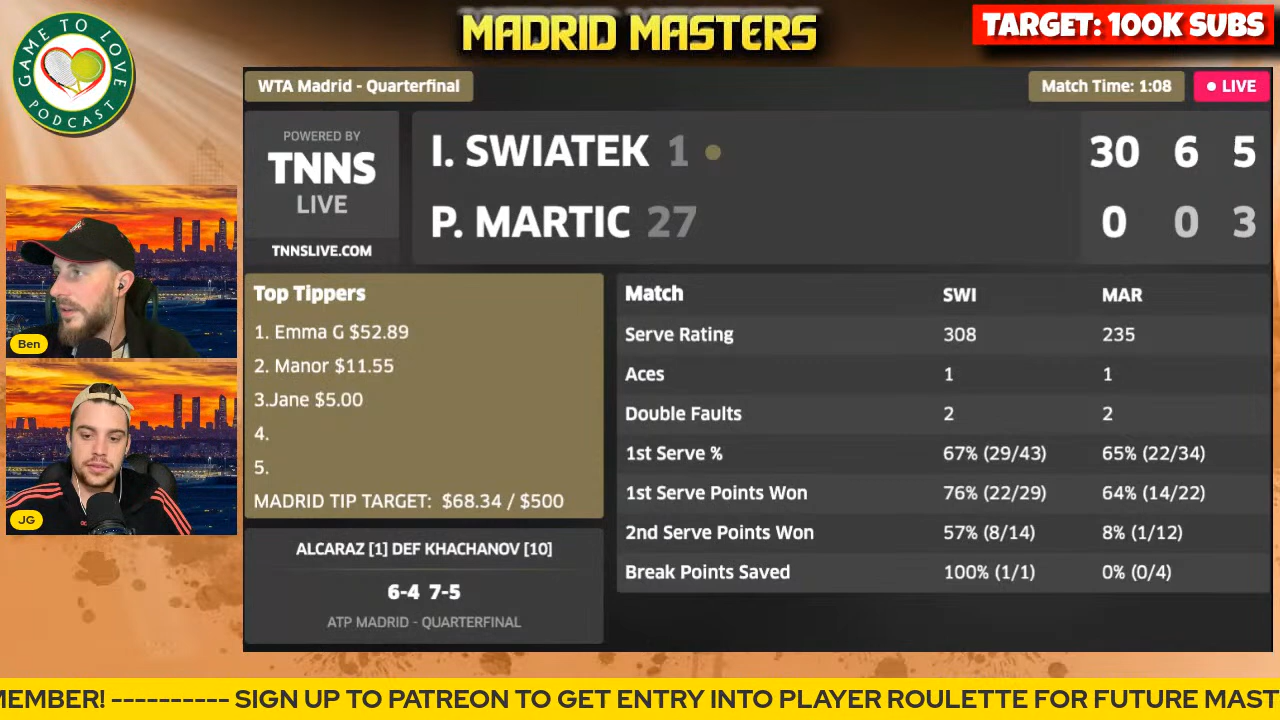 GAME TO LOVE
PODCAST
MADRID MASTERS
TARGET: 100K SUBS
WTA Madrid - Quarterfinal
Match Time: 1:08
LIVE
POWERED BY
TNNS
LIVE
TNNSLIVE.COM
I. SWIATEK 1 30 6 5
P. MARTIC 27 0 0 3
Ben
JG
Top Tippers
1. Emma G $52.89
2. Manor $11.55
3.Jane $5.00
4.
5.
MADRID TIP TARGET: $68.34 / $500
ALCARAZ [1] DEF KHACHANOV [10]
6-4 7-5
ATP MADRID - QUARTERFINAL
Match SWI MAR
Serve Rating 308 235
Aces 1 1
Double Faults 2 2
1st Serve % 67% (29/43) 65% (22/34)
1st Serve Points Won 76% (22/29) 64% (14/22)
2nd Serve Points Won 57% (8/14) 8% (1/12)
Break Points Saved 100% (1/1) 0% (0/4)
MEMBER! ---------- SIGN UP TO PATREON TO GET ENTRY INTO PLAYER ROULETTE FOR FUTURE MAST